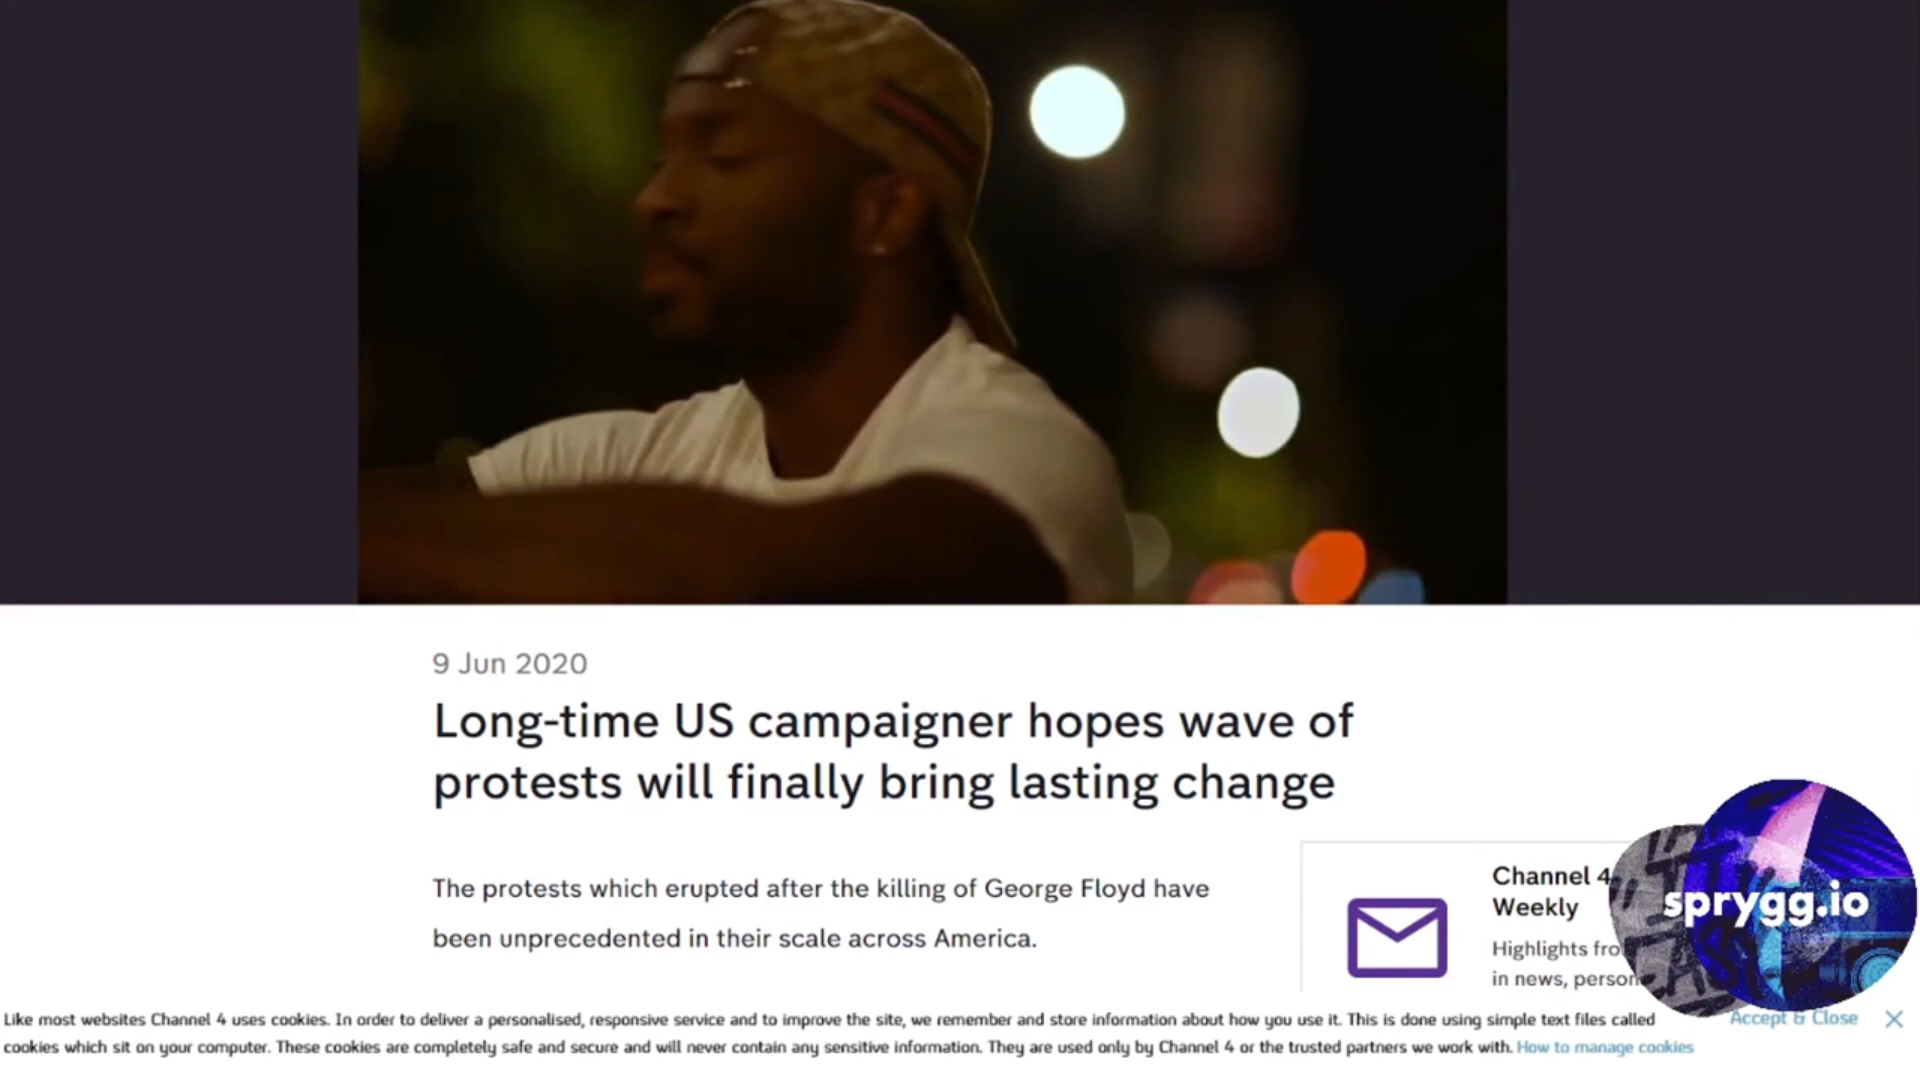 9 Jun 2020
Long-time US campaigner hopes wave of
protests will finally bring lasting change
The protests which erupted after the killing of George Floyd have
been unprecedented in their scale across America.
Channel 4
Weekly
Highlights fro
in news, person
sprygg.io
Like most websites Channel 4 uses cookies. In order to deliver a personalised, responsive service and to improve the site, we remember and store information about how you use it. This is done using simple text files called
cookies which sit on your computer. These cookies are completely safe and secure and will never contain any sensitive information. They are used only by Channel 4 or the trusted partners we work with. How to manage cookies
Accept & Close